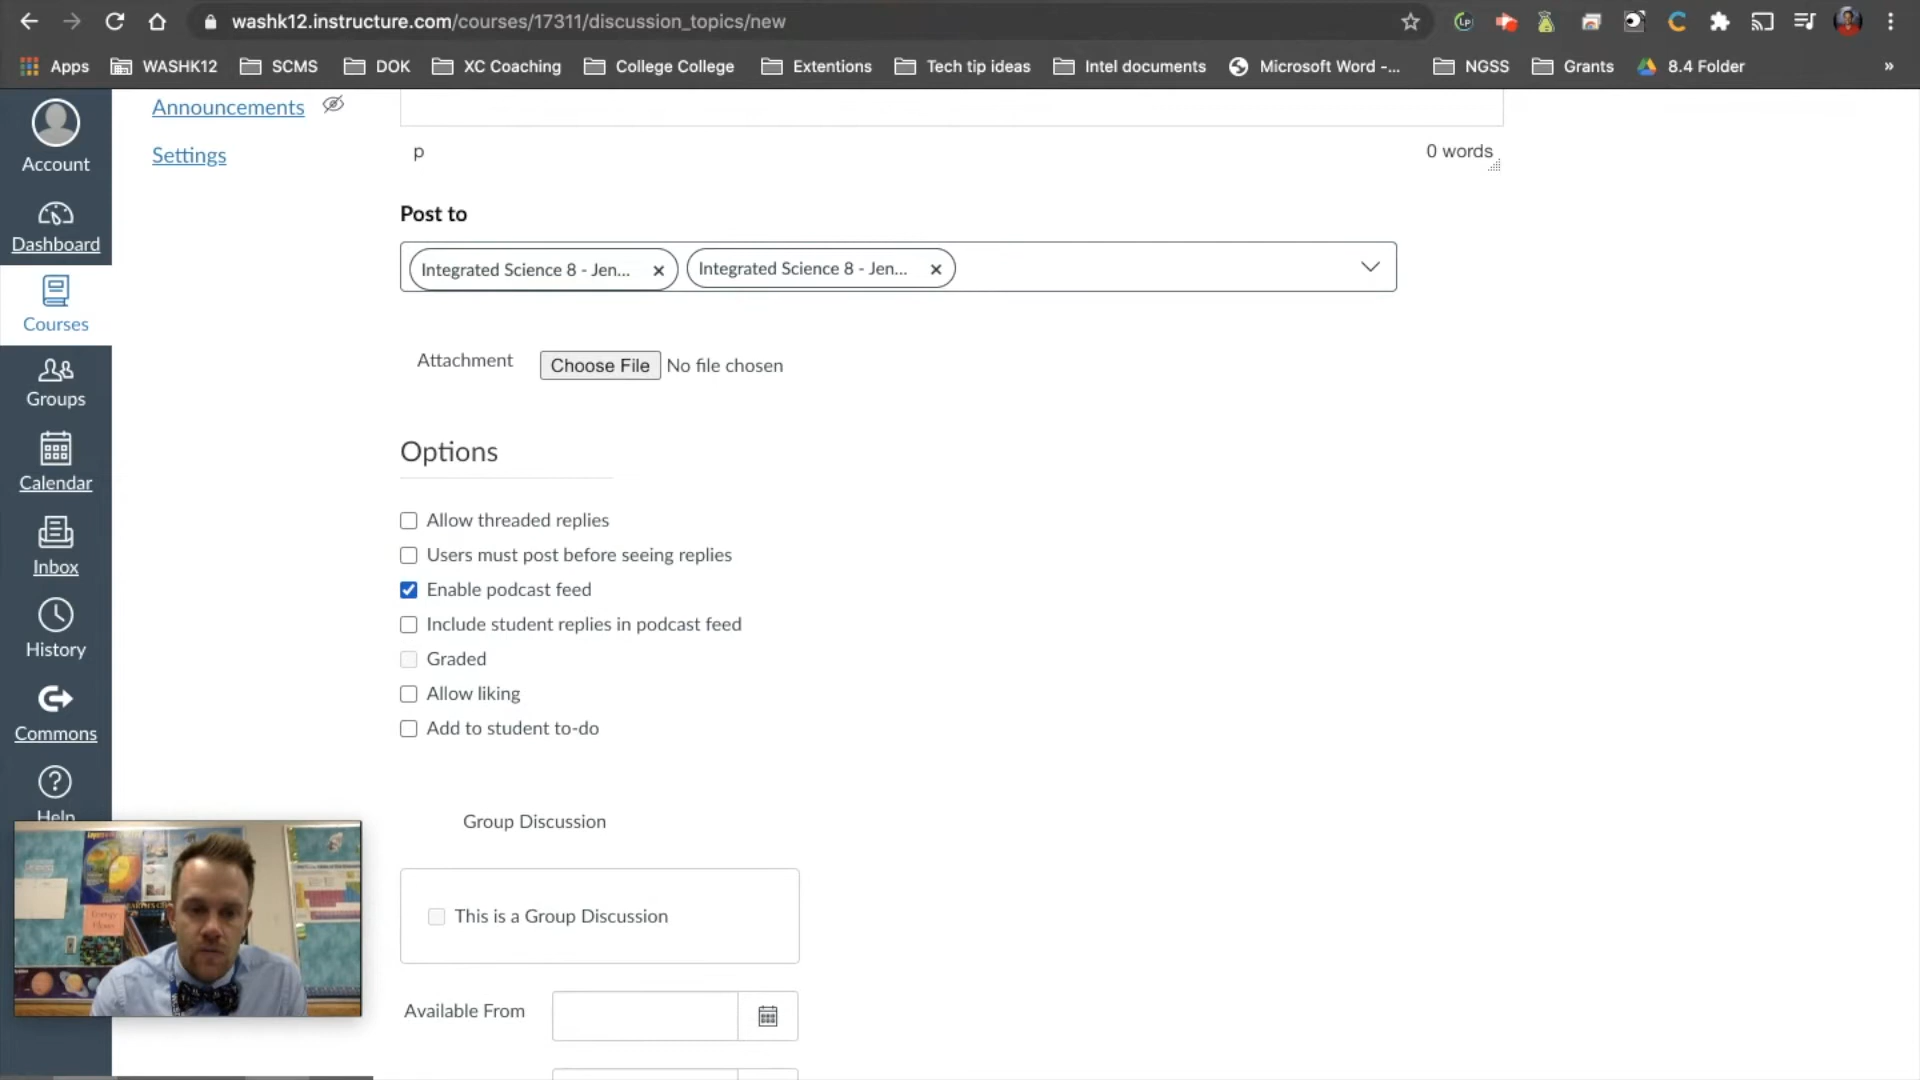 washk12.instructure.com/courses/17311/discussion_topics/new
Apps WASHK12 SCMS DOK XC Coaching College College Extentions Tech tip ideas Intel documents Microsoft Word -... NGSS Grants 8.4 Folder »
Announcements
Settings
Account
Dashboard
Courses
Groups
Calendar
Inbox
History
Commons
Help
p 0 words
Post to
Integrated Science 8 - Jen... × Integrated Science 8 - Jen... ×
Attachment Choose File No file chosen
Options
Allow threaded replies
Users must post before seeing replies
Enable podcast feed
Include student replies in podcast feed
Graded
Allow liking
Add to student to-do
Group Discussion
This is a Group Discussion
Available From